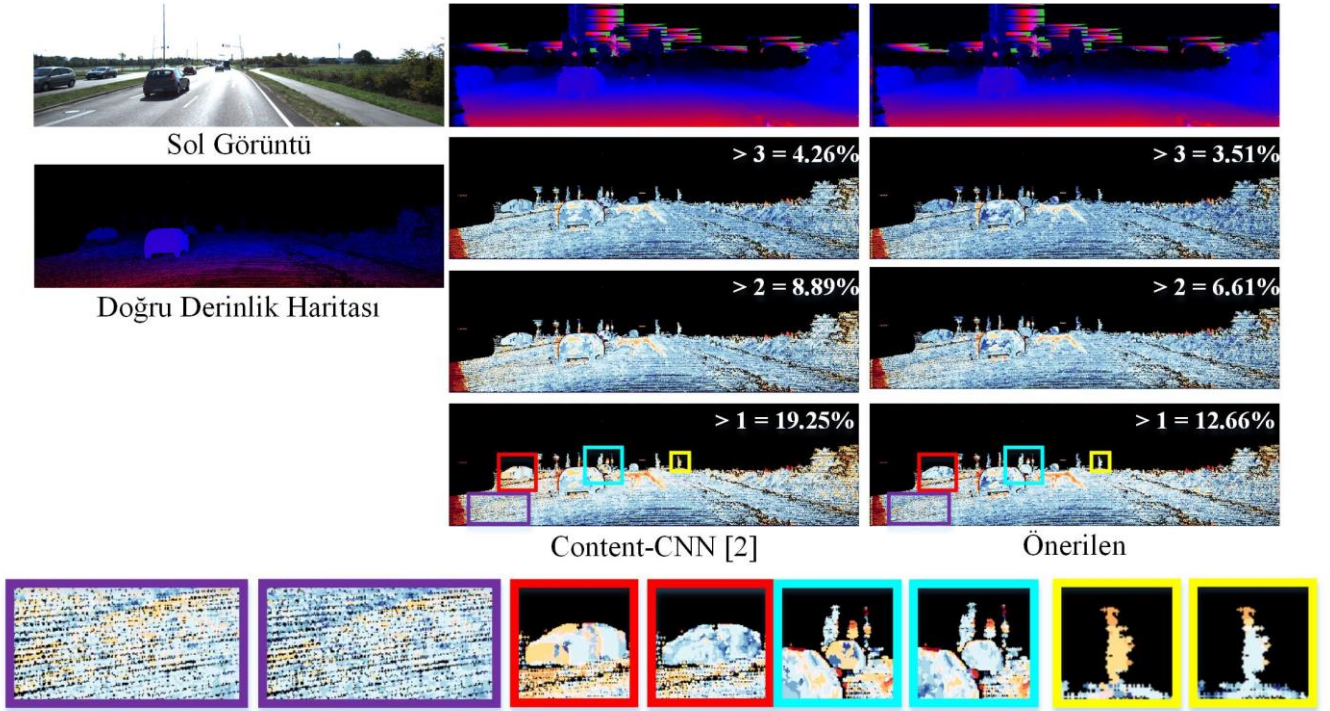 Sol Görüntü
Doğru Derinlik Haritası
> 3 = 4.26%
> 3 = 3.51%
> 2 = 8.89%
> 2 = 6.61%
> 1 = 19.25%
> 1 = 12.66%
Content-CNN [2]
Önerilen